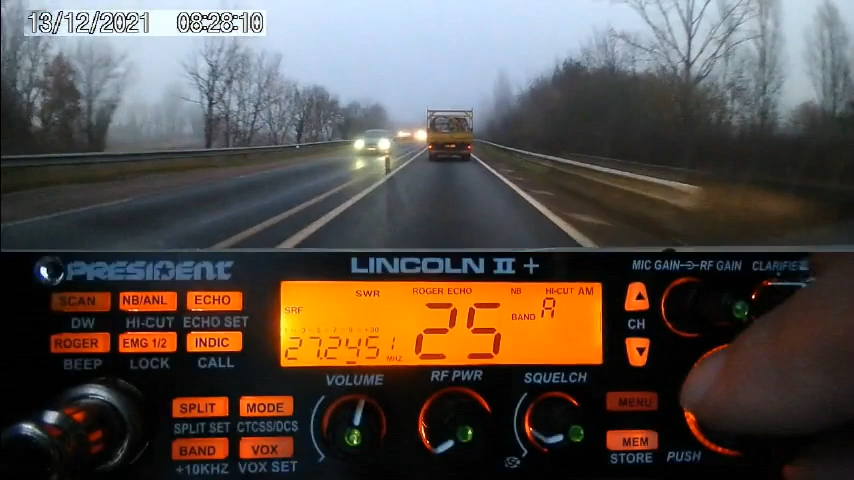 13/12/2021 08:28:10
PRESIDENT LINCOLN II + MIC GAIN RF GAIN CLARIFIE
SCAN NB/ANL ECHO
DW HI-CUT ECHO SET
ROGER EMG 1/2 INDIC
BEEP LOCK CALL
SWR ROGER ECHO NB HI-CUT AM
SRF 25 BAND A
27.2451 MHZ
CH
VOLUME RF PWR SQUELCH
SPLIT MODE MENU
SPLIT SET CTCSS/DCS
BAND VOX MEM
+10KHZ VOX SET STORE PUSH